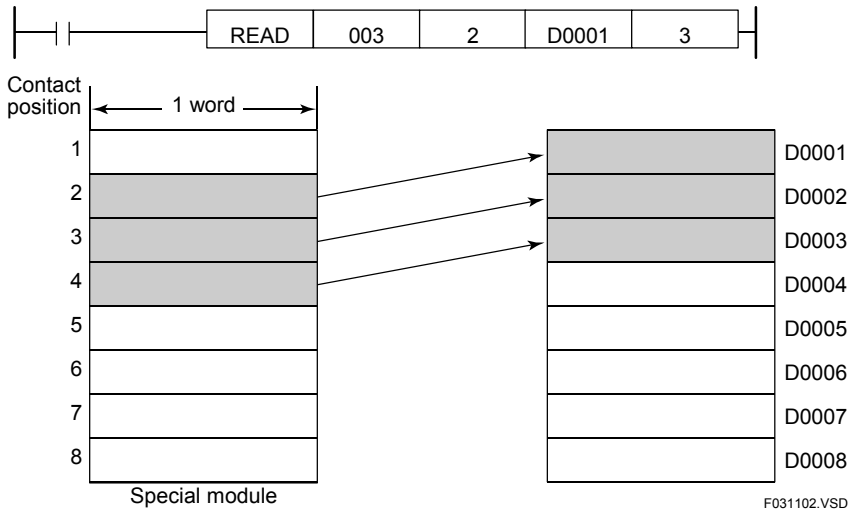 READ 003 2 D0001 3
Contact
position
1 word
1 D0001
2 D0002
3 D0003
4 D0004
5 D0005
6 D0006
7 D0007
8 D0008
Special module
F031102.VSD